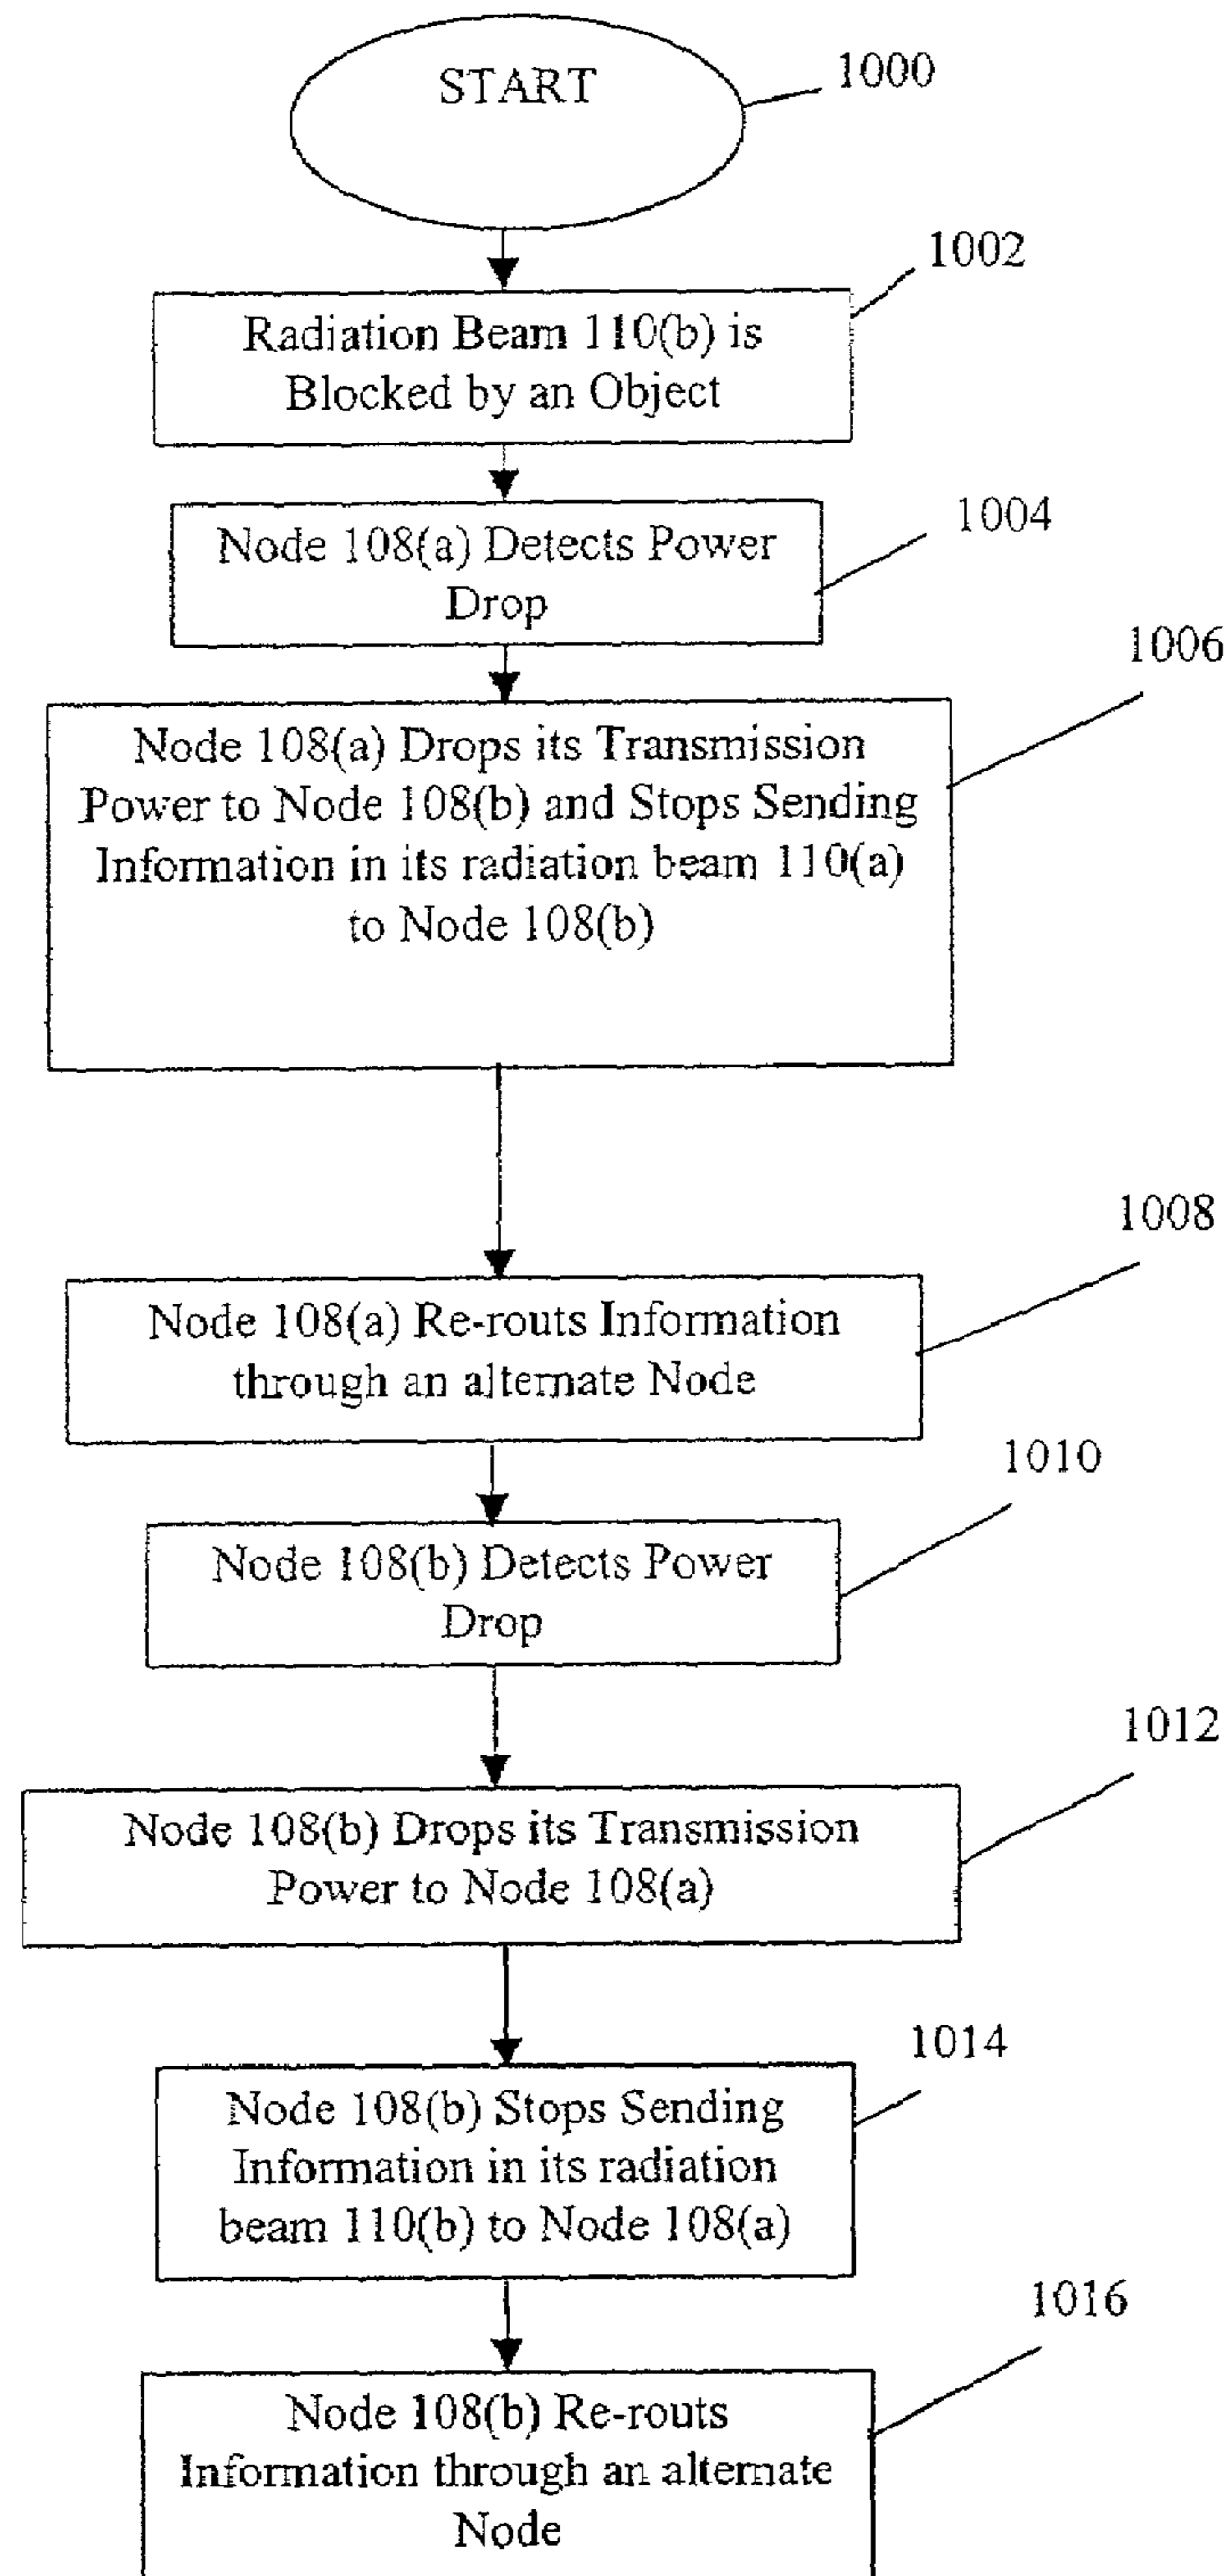 START
1000
1002
Radiation Beam 110(b) is
Blocked by an Object
1004
Node 108(a) Detects Power
Drop
1006
Node 108(a) Drops its Transmission
Power to Node 108(b) and Stops Sending
Information in its radiation beam 110(a)
to Node 108(b)
1008
Node 108(a) Re-routs Information
through an alternate Node
1010
Node 108(b) Detects Power
Drop
1012
Node 108(b) Drops its Transmission
Power to Node 108(a)
1014
Node 108(b) Stops Sending
Information in its radiation
beam 110(b) to Node 108(a)
1016
Node 108(b) Re-routs
Information through an alternate
Node